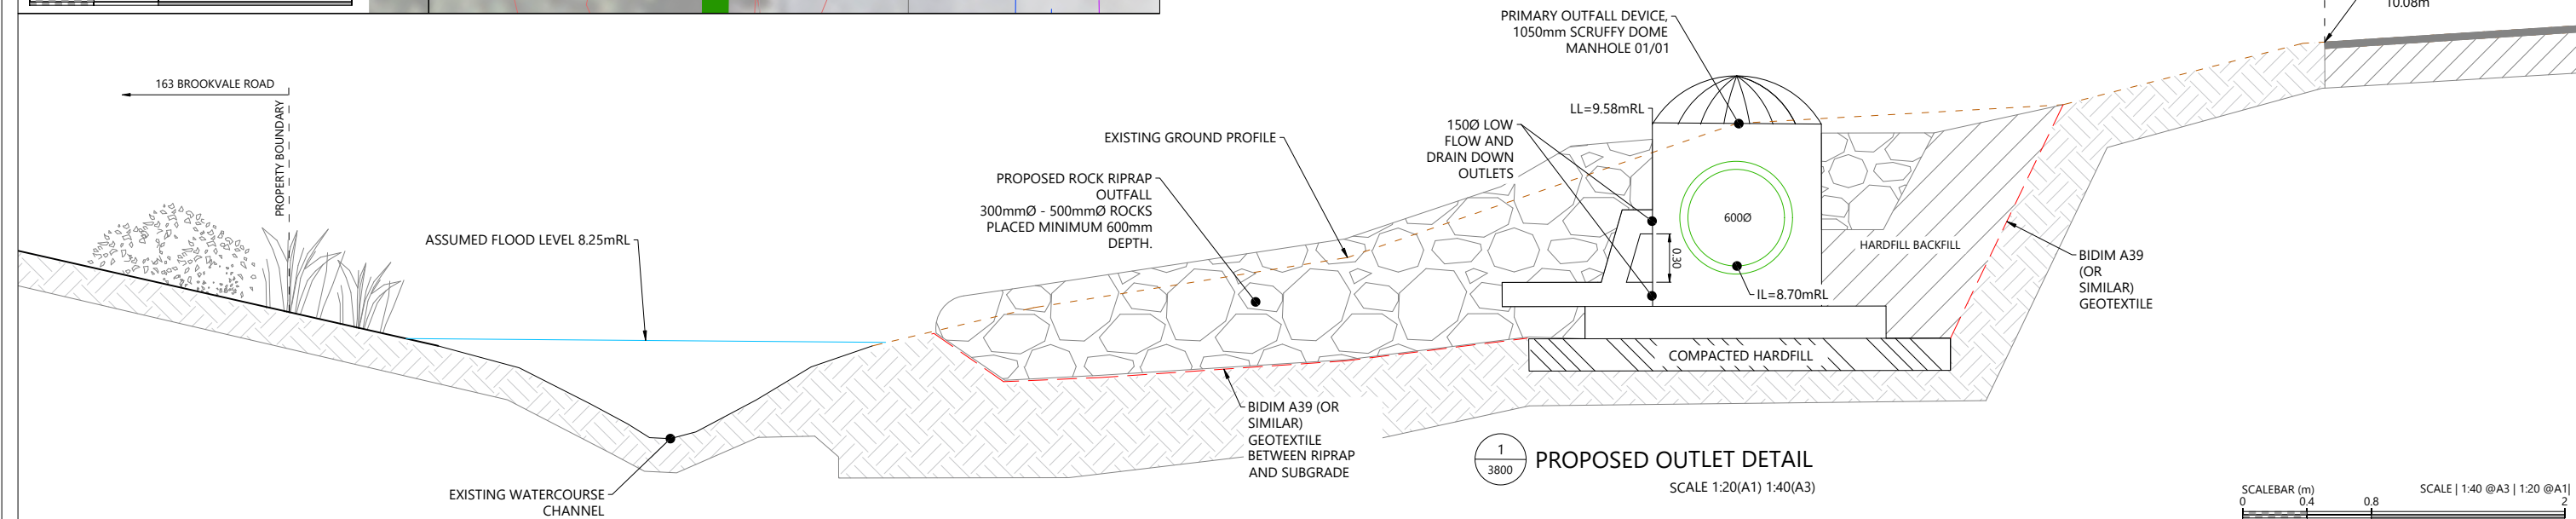 10.08m
PRIMARY OUTFALL DEVICE,
1050mm SCRUFFY DOME
MANHOLE 01/01
163 BROOKVALE ROAD
PROPERTY BOUNDARY
LL=9.58mRL
150Ø LOW
FLOW AND
DRAIN DOWN
OUTLETS
EXISTING GROUND PROFILE
PROPOSED ROCK RIPRAP
OUTFALL
300mmØ - 500mmØ ROCKS
PLACED MINIMUM 600mm
DEPTH.
600Ø
ASSUMED FLOOD LEVEL 8.25mRL
HARDFILL BACKFILL
0.30
BIDIM A39
(OR
SIMILAR)
GEOTEXTILE
IL=8.70mRL
COMPACTED HARDFILL
BIDIM A39 (OR
SIMILAR)
GEOTEXTILE
BETWEEN RIPRAP
AND SUBGRADE
1
3800
PROPOSED OUTLET DETAIL
SCALE 1:20(A1) 1:40(A3)
EXISTING WATERCOURSE
CHANNEL
SCALEBAR (m)
SCALE | 1:40 @A3 | 1:20 @A1|
0 0.4 0.8 2